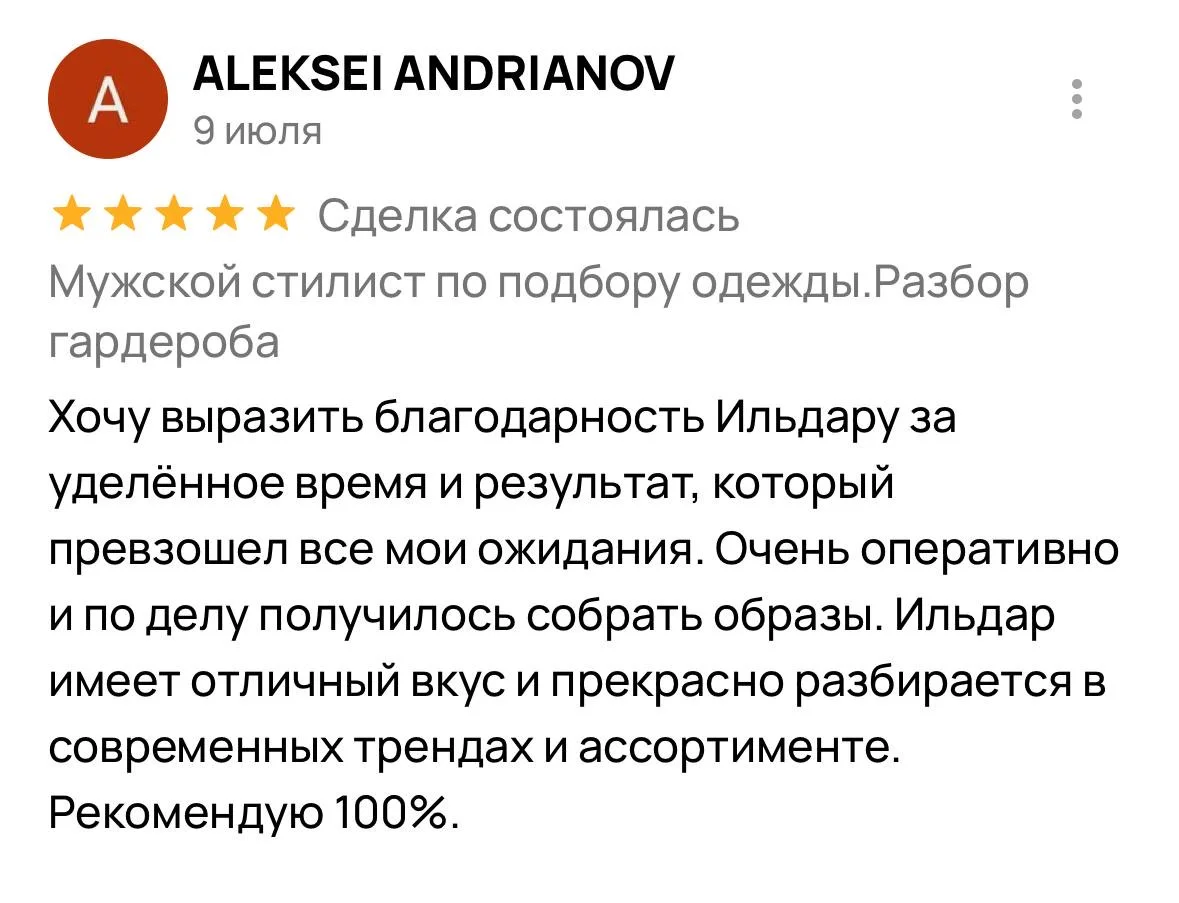 A
ALEKSEI ANDRIANOV
9 июля
Сделка состоялась
Мужской стилист по подбору одежды.Разбор
гардероба
Хочу выразить благодарность Ильдару за
уделённое время и результат, который
превзошел все мои ожидания. Очень оперативно
и по делу получилось собрать образы. Ильдар
имеет отличный вкус и прекрасно разбирается в
современных трендах и ассортименте.
Рекомендую 100%.